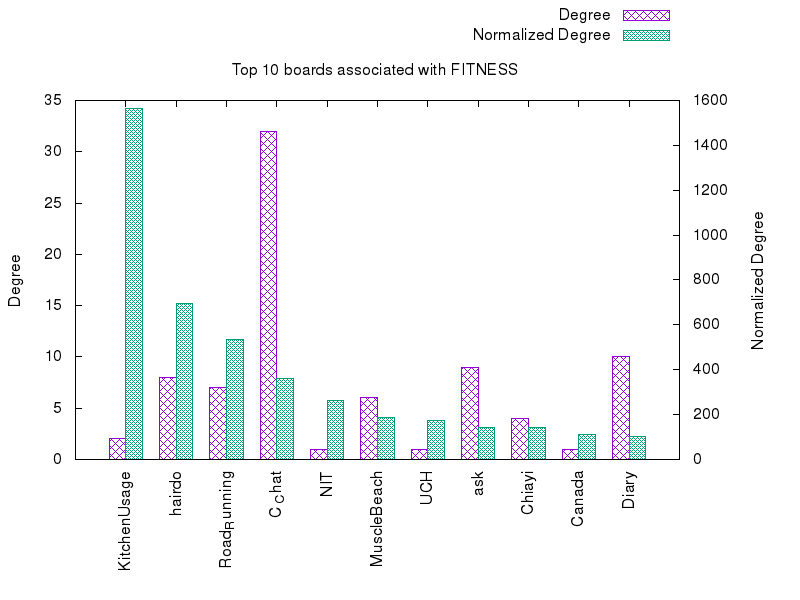 Degree
Normalized Degree
Top 10 boards associated with FITNESS
35
30
25
20
15
10
5
0
1600
1400
1200
1000
800
600
400
200
0
Degree
Normalized Degree
KitchenUsage
hairdo
Road_Running
C_Chat
NIT
MuscleBeach
UCH
ask
Chiayi
Canada
Diary